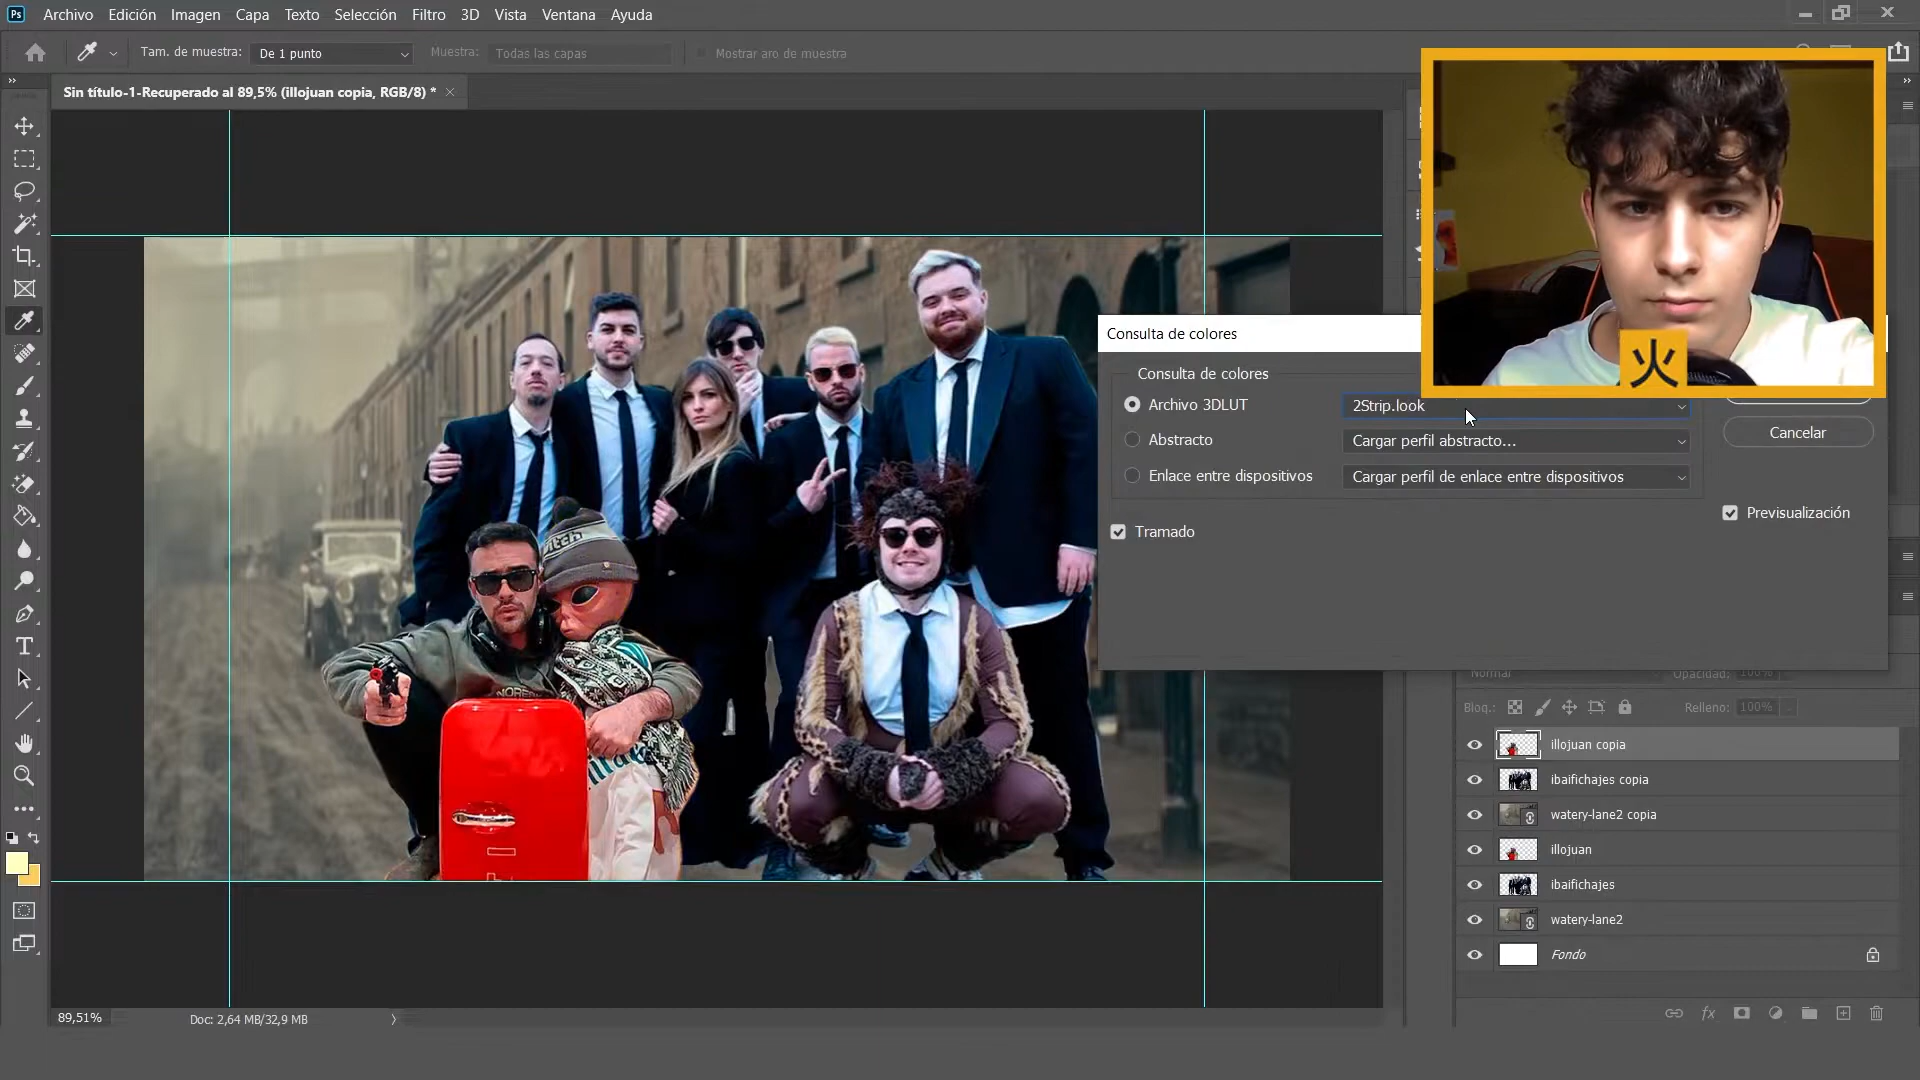 Ps Archivo Edición Imagen Capa Texto Selección Filtro 3D Vista Ventana Ayuda
Tam. de muestra: De 1 punto Muestra: Todas las capas Mostrar aro de muestra
Sin título-1-Recuperado al 89,5% (illojuan copia, RGB/8) *
Consulta de colores
Consulta de colores
Archivo 3DLUT 2Strip.look
Abstracto Cargar perfil abstracto...
Enlace entre dispositivos Cargar perfil de enlace entre dispositivos
Tramado
Cancelar
Previsualización
火
Normal Opacidad: 100%
Bloq.: Relleno: 100%
illojuan copia
ibaifichajes copia
watery-lane2 copia
illojuan
ibaifichajes
watery-lane2
Fondo
fx
89,51% Doc: 2,64 MB/32,9 MB